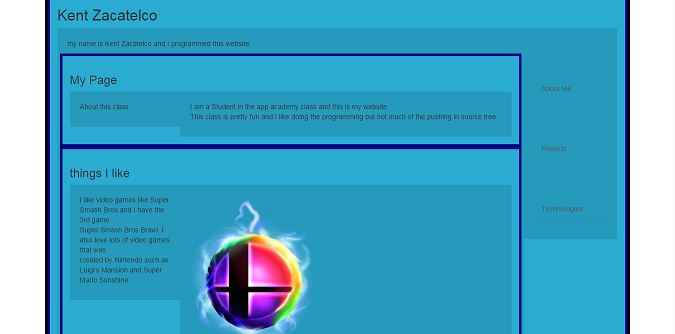 Kent Zacatelco
my name is Kent Zacatelco and I programmed this website.
My Page
About this class
I am a Student in the app academy class and this is my website.
This class is pretty fun and I like doing the programming but not much of the pushing in source tree.
things I like
I like video games like Super
Smash Bros and I have the
3rd game
Super Smash Bros Brawl. I
also love lots of video games
that was
created by Nintendo such as
Luigi's Mansion and Super
Mario Sunshine.
About Me
Projects
Technologies